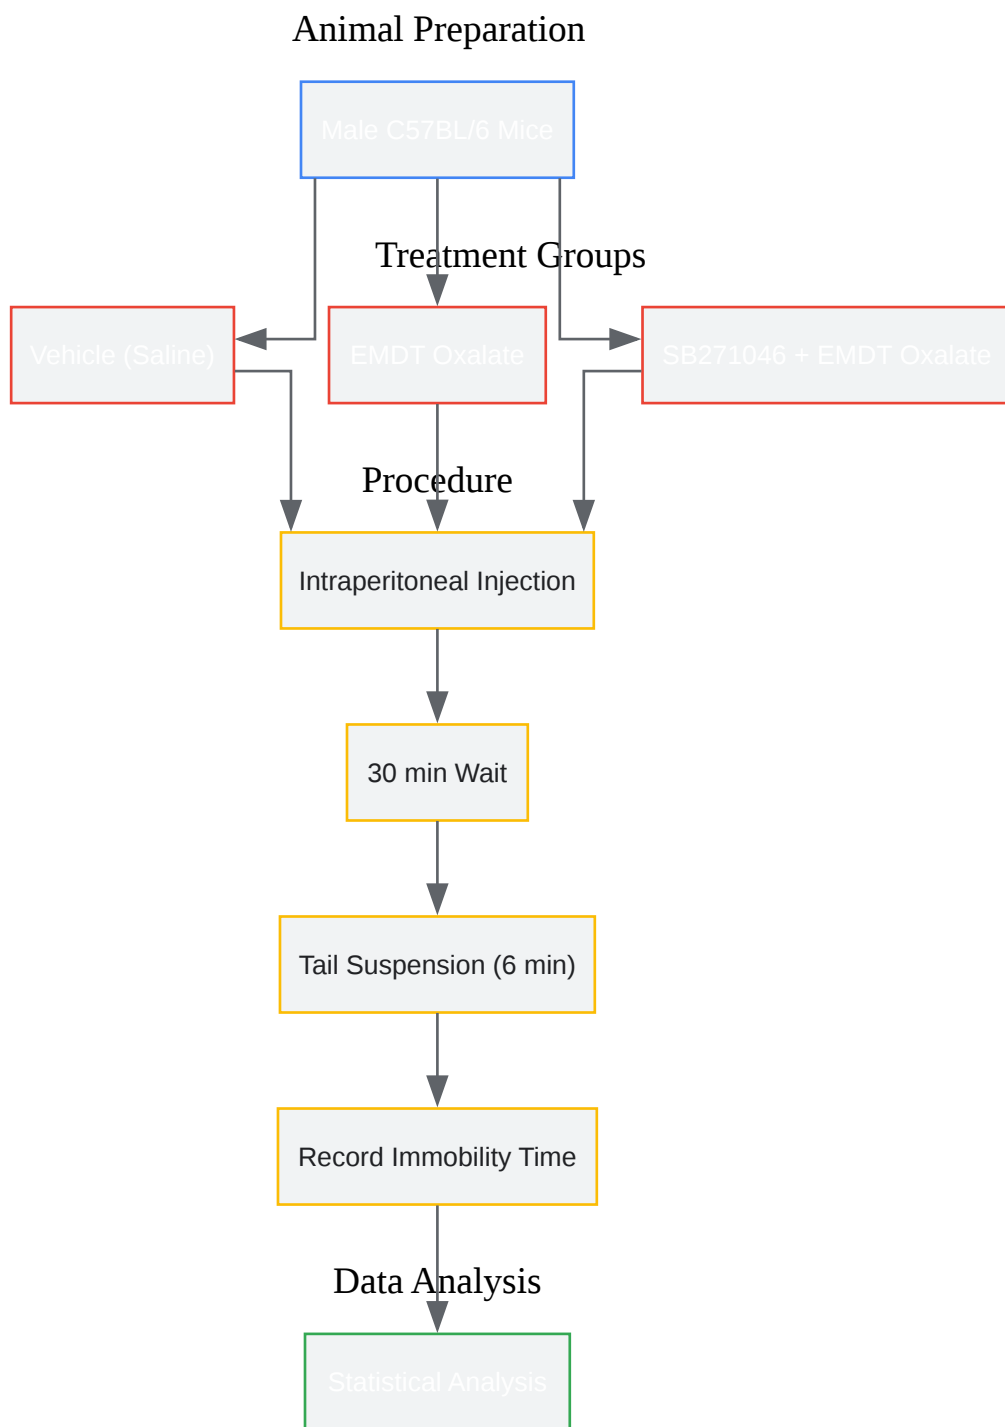 Animal Preparation
Male C57BL/6 Mice
Treatment Groups
Vehicle (Saline)
EMDT Oxalate
SB271046 + EMDT Oxalate
Procedure
Intraperitoneal Injection
30 min Wait
Tail Suspension (6 min)
Record Immobility Time
Data Analysis
Statistical Analysis